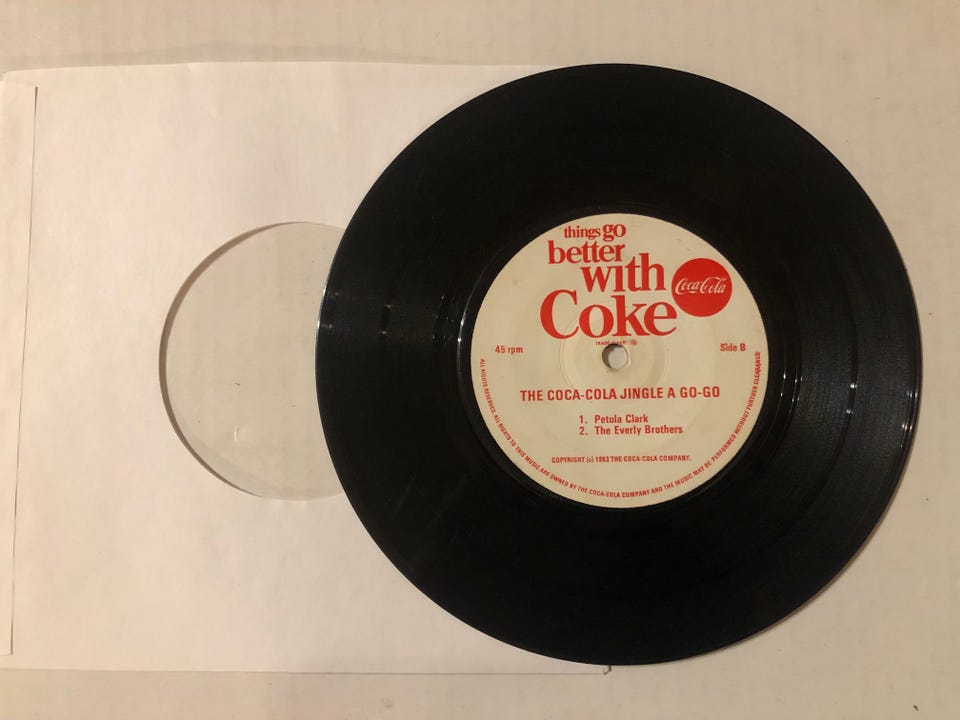 things go
better
with
Coke
Coca-Cola
TRADE MARK ®
45 rpm
Side B
THE COCA-COLA JINGLE A GO-GO
1. Petula Clark
2. The Everly Brothers
COPYRIGHT (c) 1963 THE COCA-COLA COMPANY.
ALL RIGHTS RESERVED. ALL RIGHTS TO THIS MUSIC ARE OWNED BY THE COCA-COLA COMPANY AND THE MUSIC MAY BE PERFORMED WITHOUT FURTHER CLEARANCE